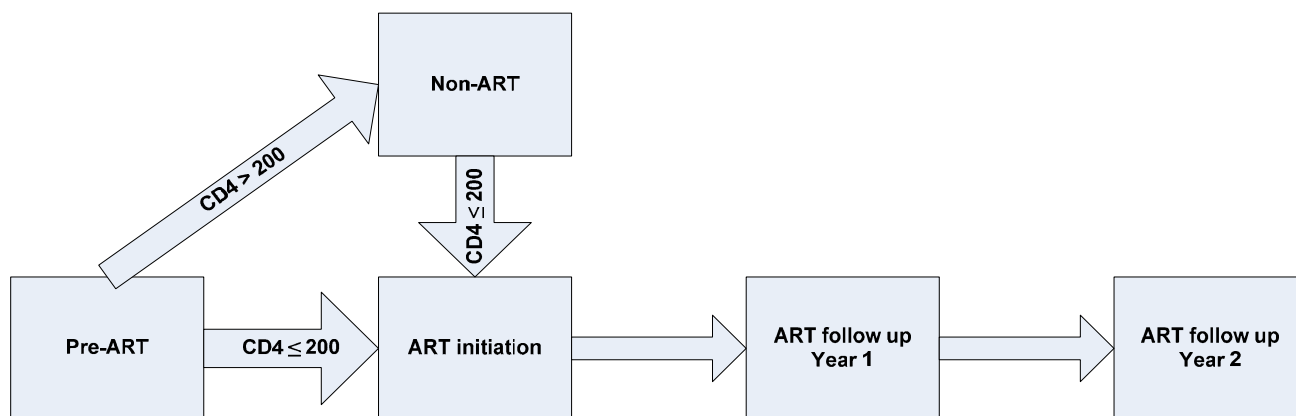 Non-ART
CD4 > 200
CD4 ≤ 200
Pre-ART
CD4 ≤ 200
ART initiation
ART follow up
Year 1
ART follow up
Year 2